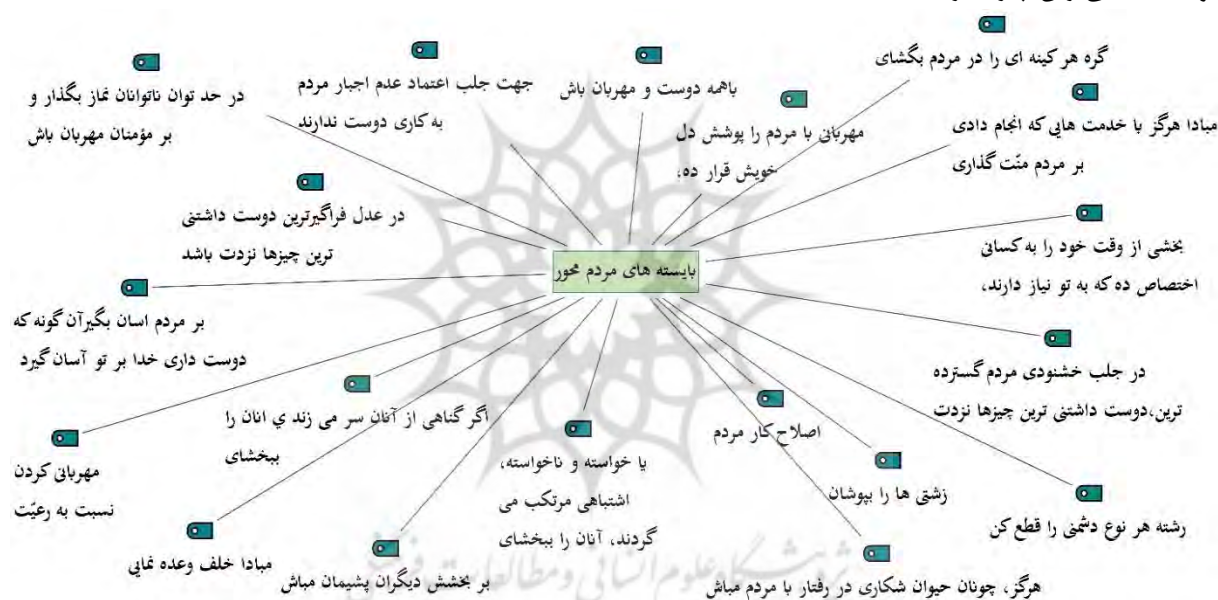 گره هر کینه ای را در مردم بگشای
باهمه دوست و مهربان باش
جهت جلب اعتماد عدم اجبار مردم
به کاری دوست ندارند
در حد توان ناتوانان نماز بگذار و
بر مؤمنان مهربان باش
مبادا هرگز با خدمت هایی که انجام دادی
بر مردم منّت گذاری
مهربانی با مردم را پوشش دل
خویش قرار ده،
در عدل فراگیرترین دوست داشتنی
ترین چیزها نزدت باشد
بخشی از وقت خود را به کسانی
اختصاص ده که به تو نیاز دارند،
بایسته های مردم محور
بر مردم اسان بگیرآن گونه که
دوست داری خدا بر تو آسان گیرد
در جلب خشنودی مردم گسترده
ترین،دوست داشتنی ترین چیزها نزدت
اگر گناهی از آنان سر می زند ي انان را
ببخشای
اصلاح کار مردم
یا خواسته و ناخواسته،
اشتباهی مرتکب می
گردند، آنان را ببخشای
مهربانی کردن
نسبت به رعیّت
زشتی ها را بپوشان
رشته هر نوع دشمنی را قطع کن
مبادا خلف وعده نمایی
بر بخشش دیگران پشیمان مباش
هرگز، چونان حیوان شکاری در رفتار با مردم مباش
پژوهشگاه علوم انسانی و مطالعات فرهنگی